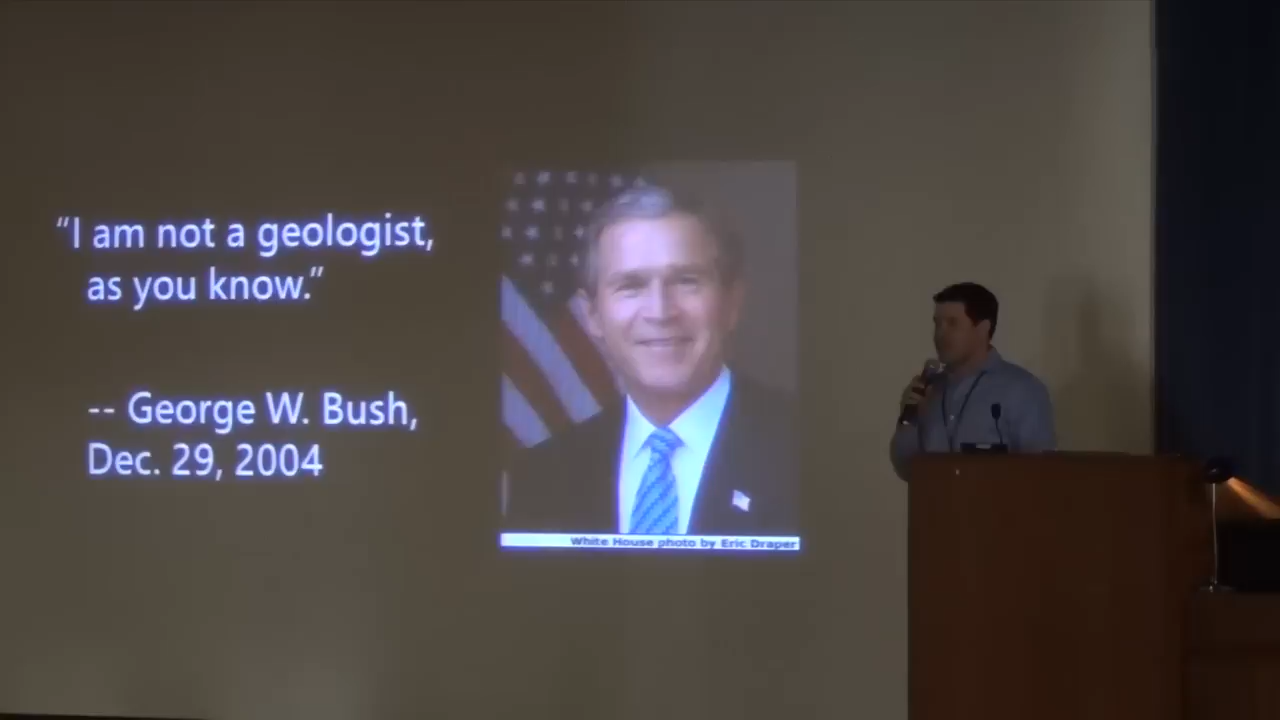 “I am not a geologist,
as you know.”
-- George W. Bush,
Dec. 29, 2004
White House photo by Eric Draper